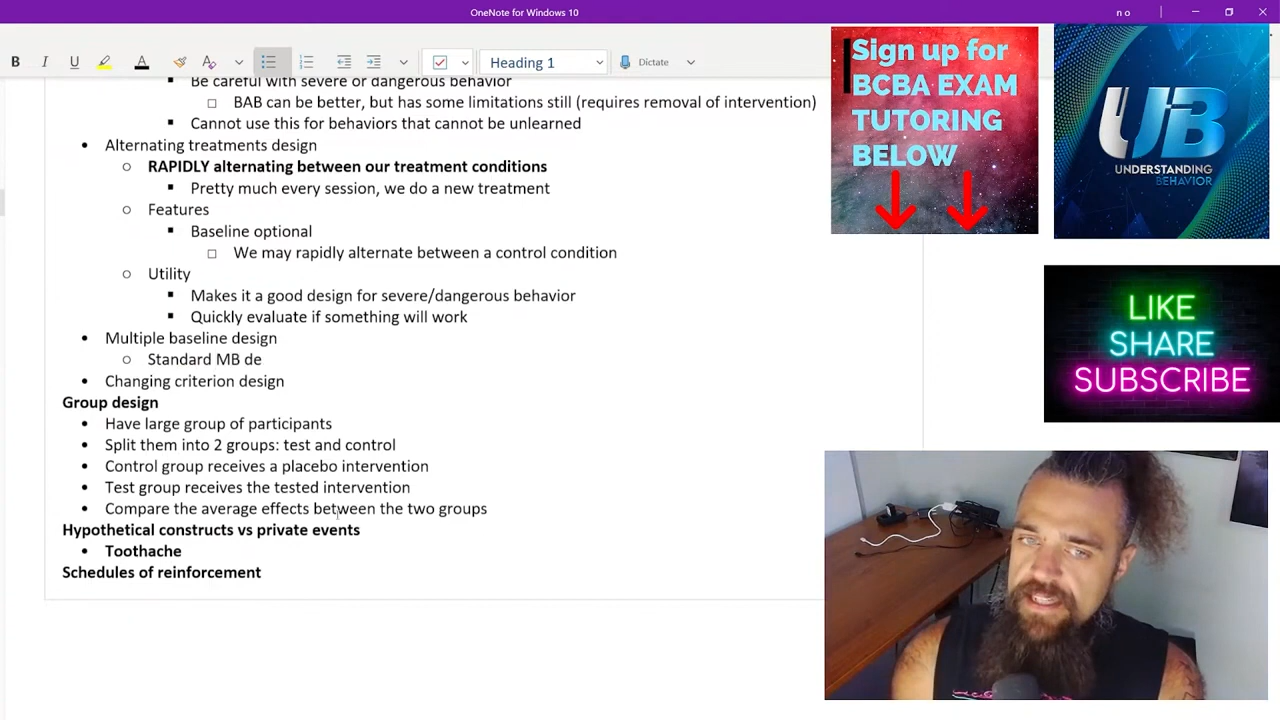 OneNote for Windows 10
n o
B I U
Heading 1
Dictate
Be careful with severe or dangerous behavior
BAB can be better, but has some limitations still (requires removal of intervention)
Cannot use this for behaviors that cannot be unlearned
Alternating treatments design
RAPIDLY alternating between our treatment conditions
Pretty much every session, we do a new treatment
Features
Baseline optional
We may rapidly alternate between a control condition
Utility
Makes it a good design for severe/dangerous behavior
Quickly evaluate if something will work
Multiple baseline design
Standard MB de
Changing criterion design
Group design
Have large group of participants
Split them into 2 groups: test and control
Control group receives a placebo intervention
Test group receives the tested intervention
Compare the average effects between the two groups
Hypothetical constructs vs private events
Toothache
Schedules of reinforcement
Sign up for
BCBA EXAM
TUTORING
BELOW
UB
UNDERSTANDING
BEHAVIOR
LIKE
SHARE
SUBSCRIBE